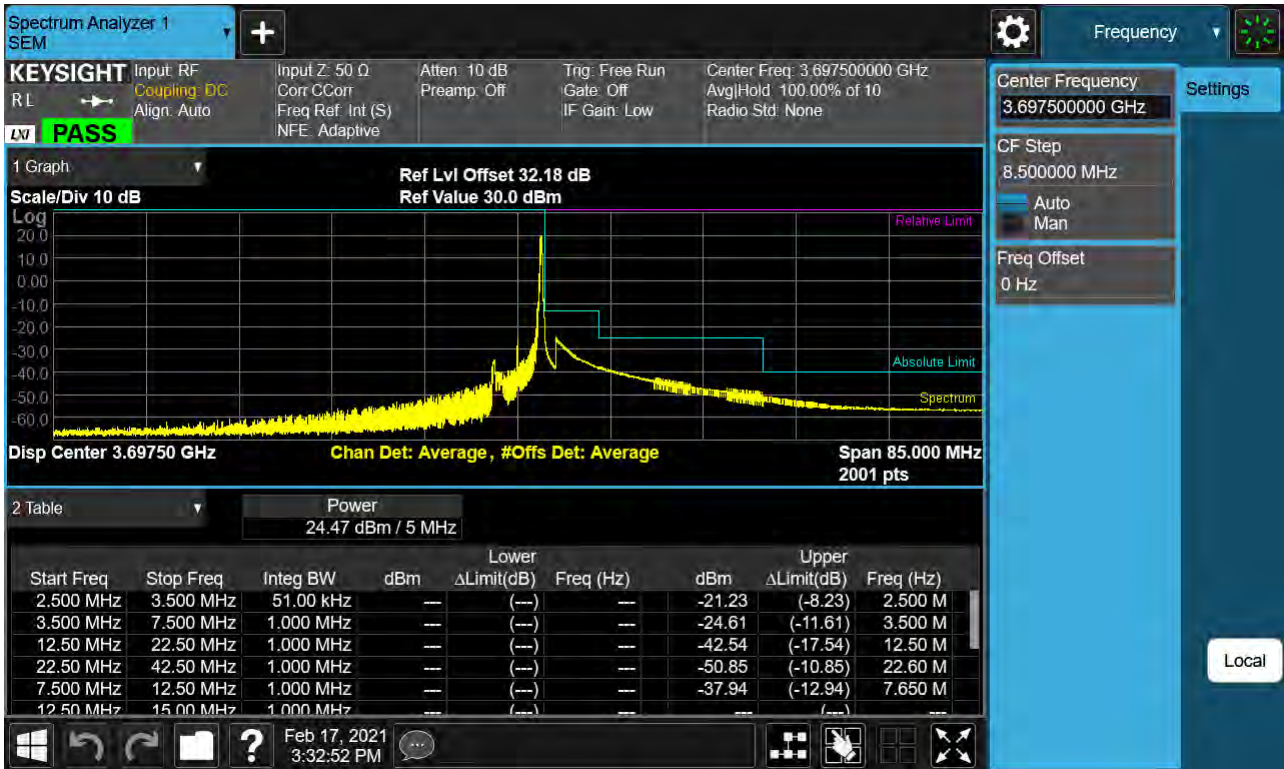 Spectrum Analyzer 1
SEM
Frequency
KEYSIGHT
R L
LXI
PASS
Input: RF
Coupling: DC
Align: Auto
Input Z: 50 Ω
Corr CCorr
Freq Ref: Int (S)
NFE: Adaptive
Atten: 10 dB
Preamp: Off
Trig: Free Run
Gate: Off
IF Gain: Low
Center Freq: 3.697500000 GHz
Avg|Hold: 100.00% of 10
Radio Std: None
Center Frequency
3.697500000 GHz
Settings
CF Step
8.500000 MHz
Auto
Man
Freq Offset
0 Hz
Local
1 Graph
Scale/Div 10 dB
Ref Lvl Offset 32.18 dB
Ref Value 30.0 dBm
Log
20.0
10.0
0.00
-10.0
-20.0
-30.0
-40.0
-50.0
-60.0
Relative Limit
Absolute Limit
Spectrum
Disp Center 3.69750 GHz
Chan Det: Average, #Offs Det: Average
Span 85.000 MHz
2001 pts
2 Table
Power
24.47 dBm / 5 MHz
Lower Upper
Start Freq Stop Freq Integ BW dBm ∆Limit(dB) Freq (Hz) dBm ∆Limit(dB) Freq (Hz)
2.500 MHz 3.500 MHz 51.00 kHz --- (---) --- -21.23 (-8.23) 2.500 M
3.500 MHz 7.500 MHz 1.000 MHz --- (---) --- -24.61 (-11.61) 3.500 M
12.50 MHz 22.50 MHz 1.000 MHz --- (---) --- -42.54 (-17.54) 12.50 M
22.50 MHz 42.50 MHz 1.000 MHz --- (---) --- -50.85 (-10.85) 22.60 M
7.500 MHz 12.50 MHz 1.000 MHz --- (---) --- -37.94 (-12.94) 7.650 M
12.50 MHz 15.00 MHz 1.000 MHz --- (---) --- --- (---) ---
Feb 17, 2021
3:32:52 PM